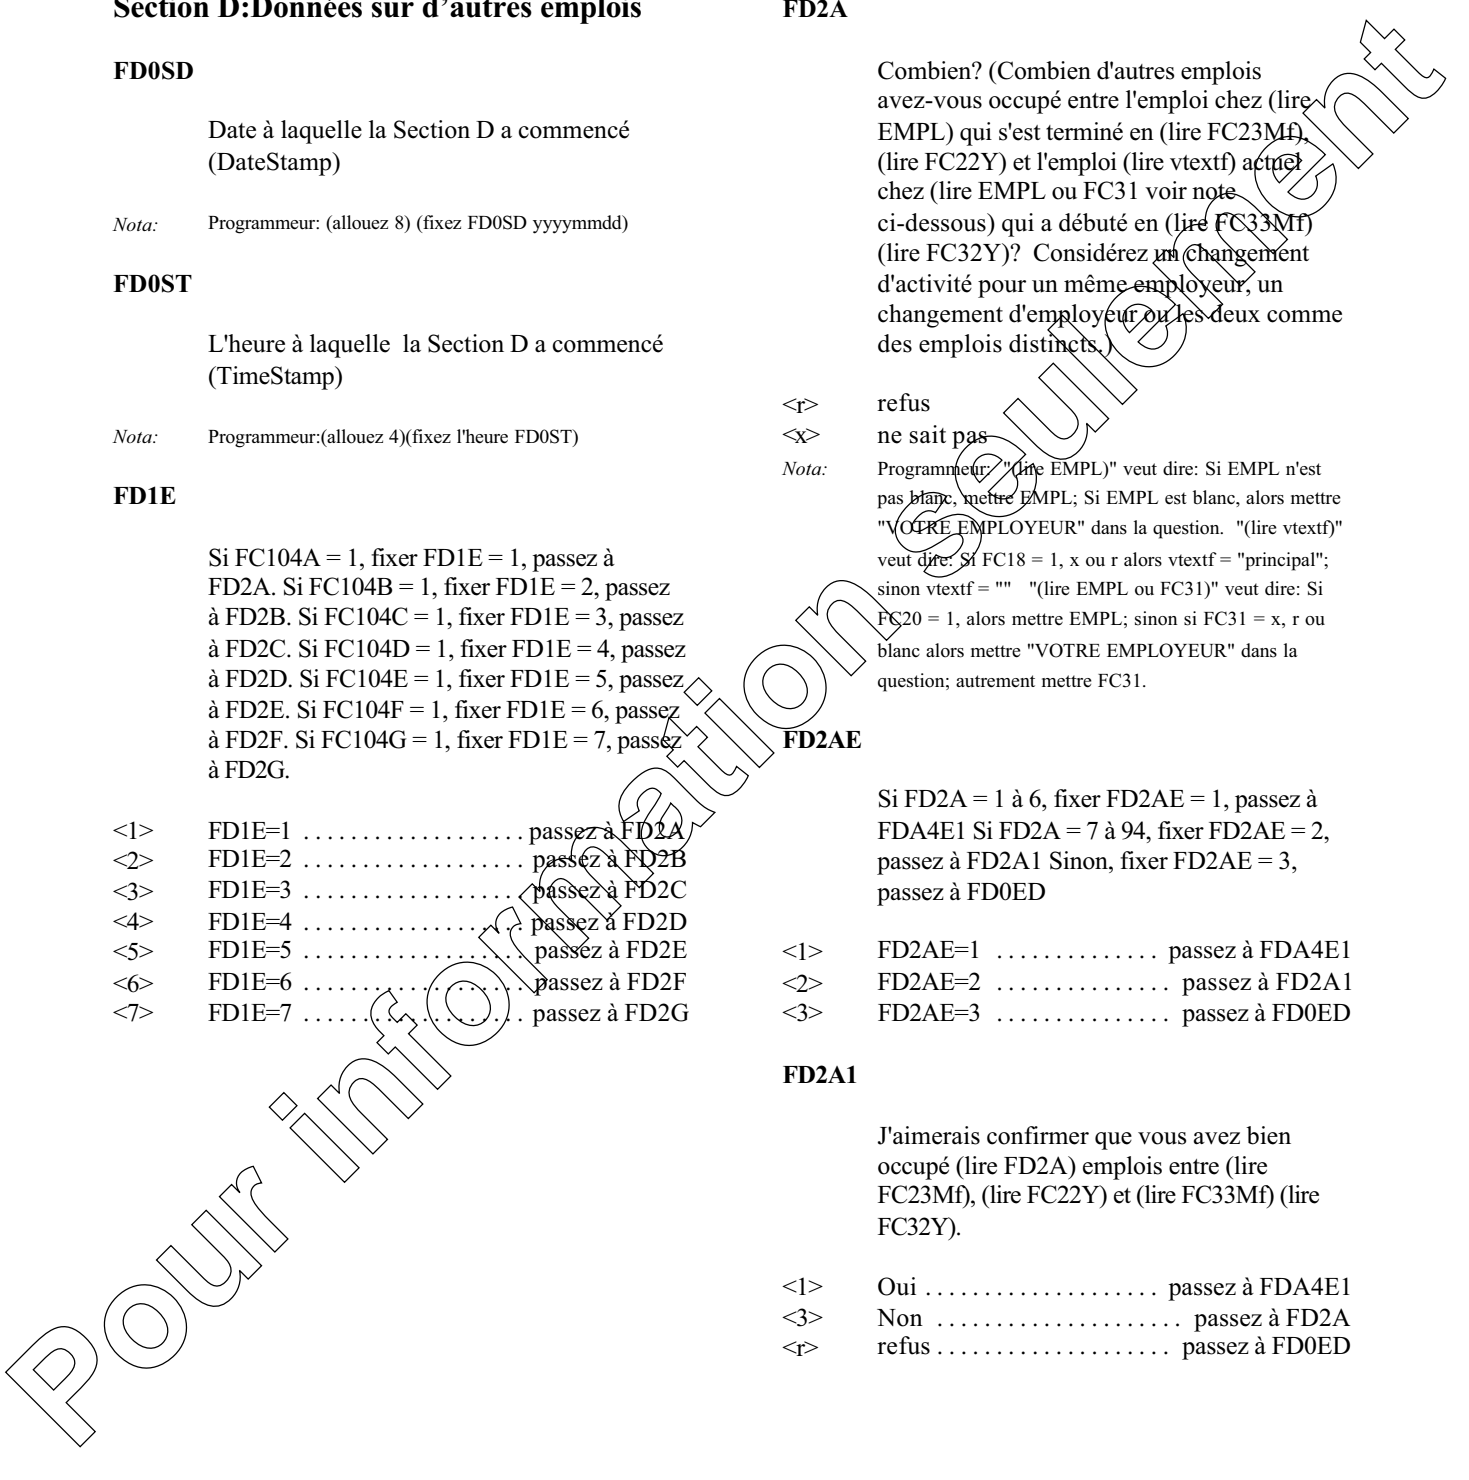 Section D:Données sur d’autres emplois
FD0SD
Date à laquelle la Section D a commencé
(DateStamp)
Nota: Programmeur: (allouez 8) (fixez FD0SD yyyymmdd)
FD0ST
L'heure à laquelle la Section D a commencé
(TimeStamp)
Nota: Programmeur:(allouez 4)(fixez l'heure FD0ST)
FD1E
Si FC104A = 1, fixer FD1E = 1, passez à
FD2A. Si FC104B = 1, fixer FD1E = 2, passez
à FD2B. Si FC104C = 1, fixer FD1E = 3, passez
à FD2C. Si FC104D = 1, fixer FD1E = 4, passez
à FD2D. Si FC104E = 1, fixer FD1E = 5, passez
à FD2E. Si FC104F = 1, fixer FD1E = 6, passez
à FD2F. Si FC104G = 1, fixer FD1E = 7, passez
à FD2G.
<1> FD1E=1 . . . . . . . . . . . . . . . . . . . passez à FD2A
<2> FD1E=2 . . . . . . . . . . . . . . . . . . . passez à FD2B
<3> FD1E=3 . . . . . . . . . . . . . . . . . . . passez à FD2C
<4> FD1E=4 . . . . . . . . . . . . . . . . . . . passez à FD2D
<5> FD1E=5 . . . . . . . . . . . . . . . . . . . passez à FD2E
<6> FD1E=6 . . . . . . . . . . . . . . . . . . . passez à FD2F
<7> FD1E=7 . . . . . . . . . . . . . . . . . . . passez à FD2G
FD2A
Combien? (Combien d'autres emplois
avez-vous occupé entre l'emploi chez (lire
EMPL) qui s'est terminé en (lire FC23Mf),
(lire FC22Y) et l'emploi (lire vtextf) actuel
chez (lire EMPL ou FC31 voir note
ci-dessous) qui a débuté en (lire FC33Mf)
(lire FC32Y)? Considérez un changement
d'activité pour un même employeur, un
changement d'employeur ou les deux comme
des emplois distincts.)
<r> refus
<x> ne sait pas
Nota: Programmeur: "(lire EMPL)" veut dire: Si EMPL n'est
pas blanc, mettre EMPL; Si EMPL est blanc, alors mettre
"VOTRE EMPLOYEUR" dans la question. "(lire vtextf)"
veut dire: Si FC18 = 1, x ou r alors vtextf = "principal";
sinon vtextf = "" "(lire EMPL ou FC31)" veut dire: Si
FC20 = 1, alors mettre EMPL; sinon si FC31 = x, r ou
blanc alors mettre "VOTRE EMPLOYEUR" dans la
question; autrement mettre FC31.
FD2AE
Si FD2A = 1 à 6, fixer FD2AE = 1, passez à
FDA4E1 Si FD2A = 7 à 94, fixer FD2AE = 2,
passez à FD2A1 Sinon, fixer FD2AE = 3,
passez à FD0ED
<1> FD2AE=1 . . . . . . . . . . . . . . passez à FDA4E1
<2> FD2AE=2 . . . . . . . . . . . . . . . passez à FD2A1
<3> FD2AE=3 . . . . . . . . . . . . . . . passez à FD0ED
FD2A1
J'aimerais confirmer que vous avez bien
occupé (lire FD2A) emplois entre (lire
FC23Mf), (lire FC22Y) et (lire FC33Mf) (lire
FC32Y).
<1> Oui . . . . . . . . . . . . . . . . . . . . passez à FDA4E1
<3> Non . . . . . . . . . . . . . . . . . . . . . passez à FD2A
<r> refus . . . . . . . . . . . . . . . . . . . . passez à FD0ED
Pour information seulement